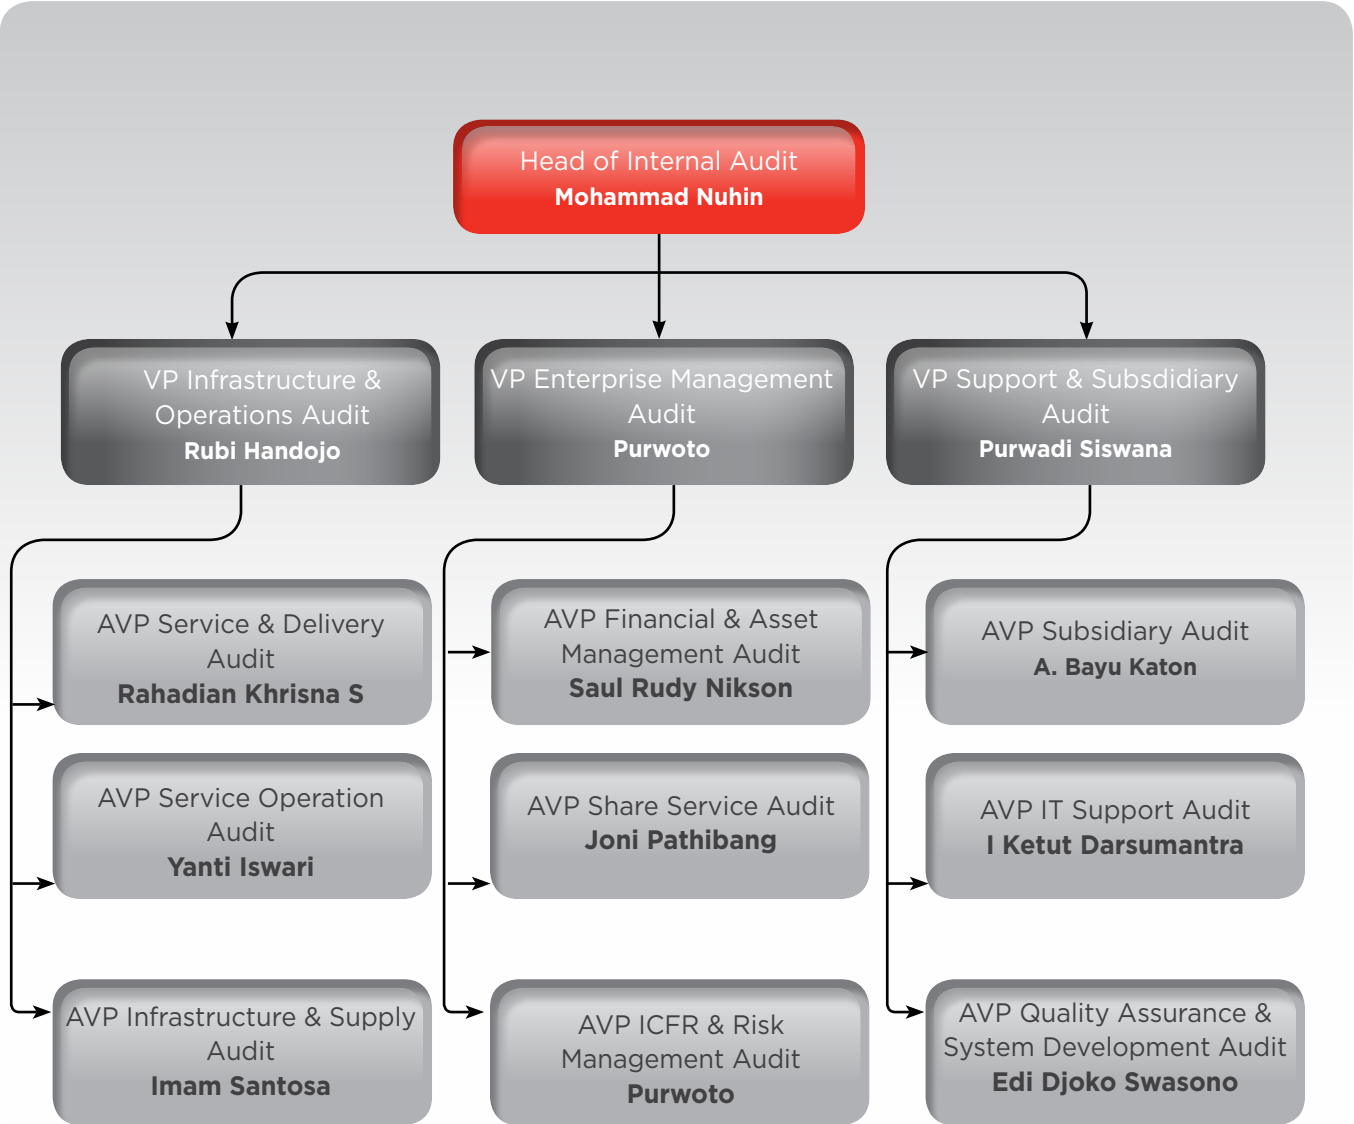 Head of Internal Audit
Mohammad Nuhin
VP Infrastructure &
Operations Audit
Rubi Handojo
VP Enterprise Management
Audit
Purwoto
VP Support & Subsdidiary
Audit
Purwadi Siswana
AVP Service & Delivery
Audit
Rahadian Khrisna S
AVP Financial & Asset
Management Audit
Saul Rudy Nikson
AVP Subsidiary Audit
A. Bayu Katon
AVP Service Operation
Audit
Yanti Iswari
AVP Share Service Audit
Joni Pathibang
AVP IT Support Audit
I Ketut Darsumantra
AVP Infrastructure & Supply
Audit
Imam Santosa
AVP ICFR & Risk
Management Audit
Purwoto
AVP Quality Assurance &
System Development Audit
Edi Djoko Swasono